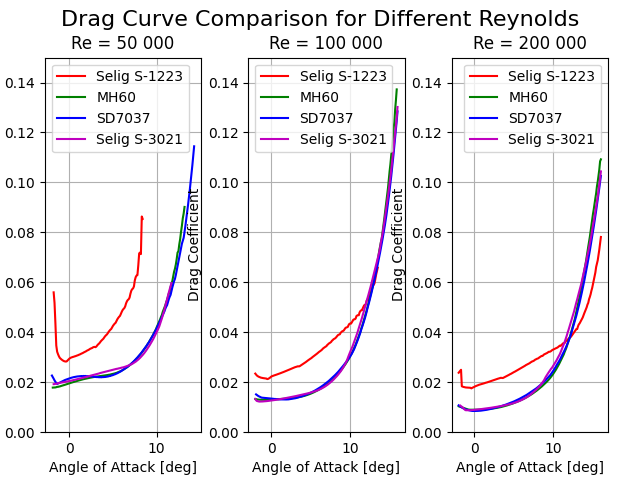 Drag Curve Comparison for Different Reynolds
Re = 50 000
Selig S-1223
MH60
SD7037
Selig S-3021
0.14
0.12
0.10
0.08
0.06
0.04
0.02
0.00
0
10
Angle of Attack [deg]
Re = 100 000
Drag Coefficient
Selig S-1223
MH60
SD7037
Selig S-3021
0.14
0.12
0.10
0.08
0.06
0.04
0.02
0.00
0
10
Angle of Attack [deg]
Re = 200 000
Drag Coefficient
Selig S-1223
MH60
SD7037
Selig S-3021
0.14
0.12
0.10
0.08
0.06
0.04
0.02
0.00
0
10
Angle of Attack [deg]